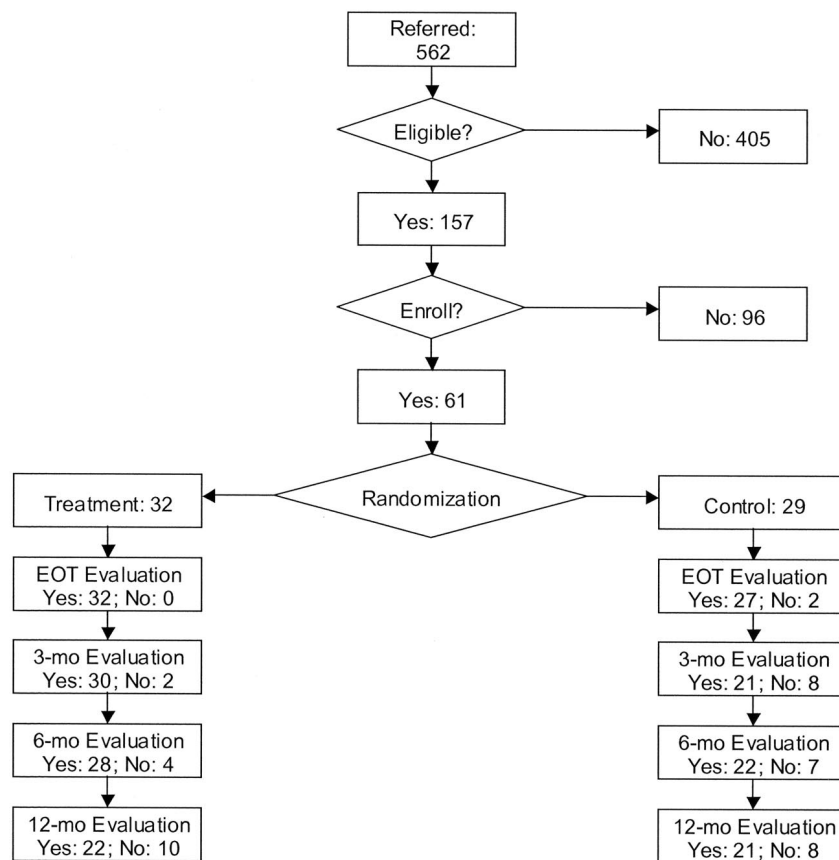 Referred:
562
Eligible?
No: 405
Yes: 157
Enroll?
No: 96
Yes: 61
Randomization
Treatment: 32
EOT Evaluation
Yes: 32; No: 0
3-mo Evaluation
Yes: 30; No: 2
6-mo Evaluation
Yes: 28; No: 4
12-mo Evaluation
Yes: 22; No: 10
Control: 29
EOT Evaluation
Yes: 27; No: 2
3-mo Evaluation
Yes: 21; No: 8
6-mo Evaluation
Yes: 22; No: 7
12-mo Evaluation
Yes: 21; No: 8